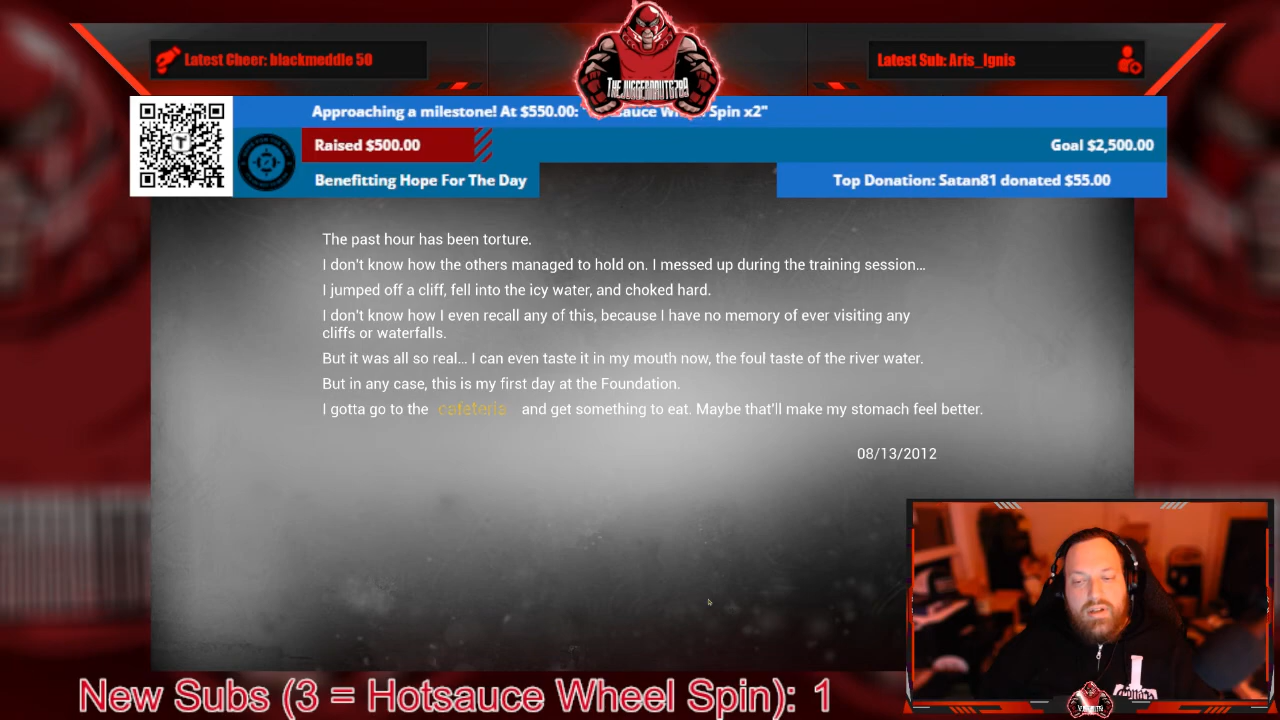 Latest Cheer: blackmeddle 50
Latest Sub: Aris_Ignis
THEJUGGERNAUT6789
Approaching a milestone! At $550.00: Wheel Spin x2"
Raised $500.00
Goal $2,500.00
Benefitting Hope For The Day
Top Donation: Satan81 donated $55.00
The past hour has been torture.
I don't know how the others managed to hold on. I messed up during the training session...
I jumped off a cliff, fell into the icy water, and choked hard.
I don't know how I even recall any of this, because I have no memory of ever visiting any
cliffs or waterfalls.
But it was all so real... I can even taste it in my mouth now, the foul taste of the river water.
But in any case, this is my first day at the Foundation.
I gotta go to the cafeteria and get something to eat. Maybe that'll make my stomach feel better.
08/13/2012
New Subs (3 = Hotsauce Wheel Spin): 1